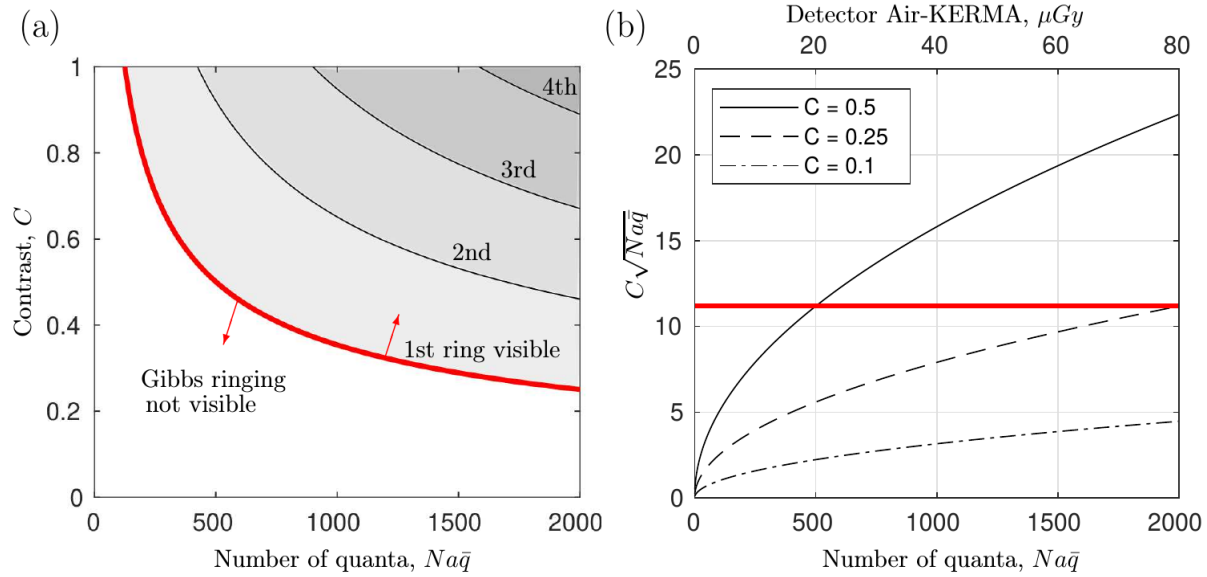 (a)
1
0.8
0.6
0.4
0.2
0
Contrast, C
4th
3rd
2nd
1st ring visible
Gibbs ringing
not visible
0 500 1000 1500 2000
Number of quanta, Naq̄
(b)
Detector Air-KERMA, μGy
0 20 40 60 80
25
20
15
10
5
0
C√Naq̄
C = 0.5
C = 0.25
C = 0.1
0 500 1000 1500 2000
Number of quanta, Naq̄